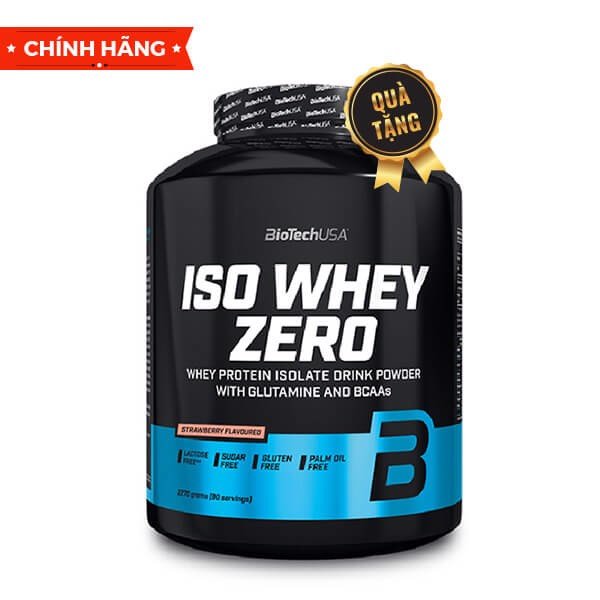 CHÍNH HÃNG
QUÀ
TẶNG
BioTechUSA
BioTechUSA
ISO WHEY
ZERO
WHEY PROTEIN ISOLATE DRINK POWDER
WITH GLUTAMINE AND BCAAs
STRAWBERRY FLAVOURED
LACTOSE
FREE**
SUGAR
FREE
GLUTEN
FREE
PALM OIL
FREE
B
2270 grams (90 servings)